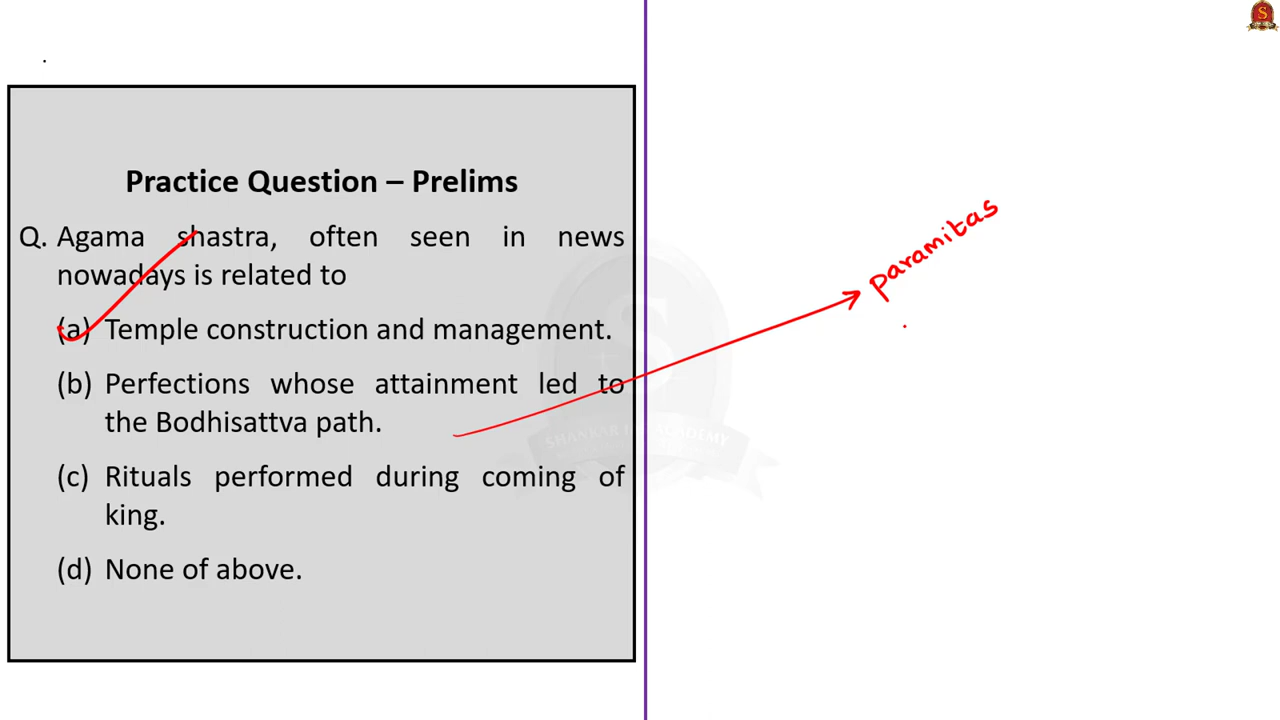 Practice Question – Prelims
Q. Agama shastra, often seen in news
nowadays is related to
(a) Temple construction and management.
(b) Perfections whose attainment led to
the Bodhisattva path.
(c) Rituals performed during coming of
king.
(d) None of above.
paramitas